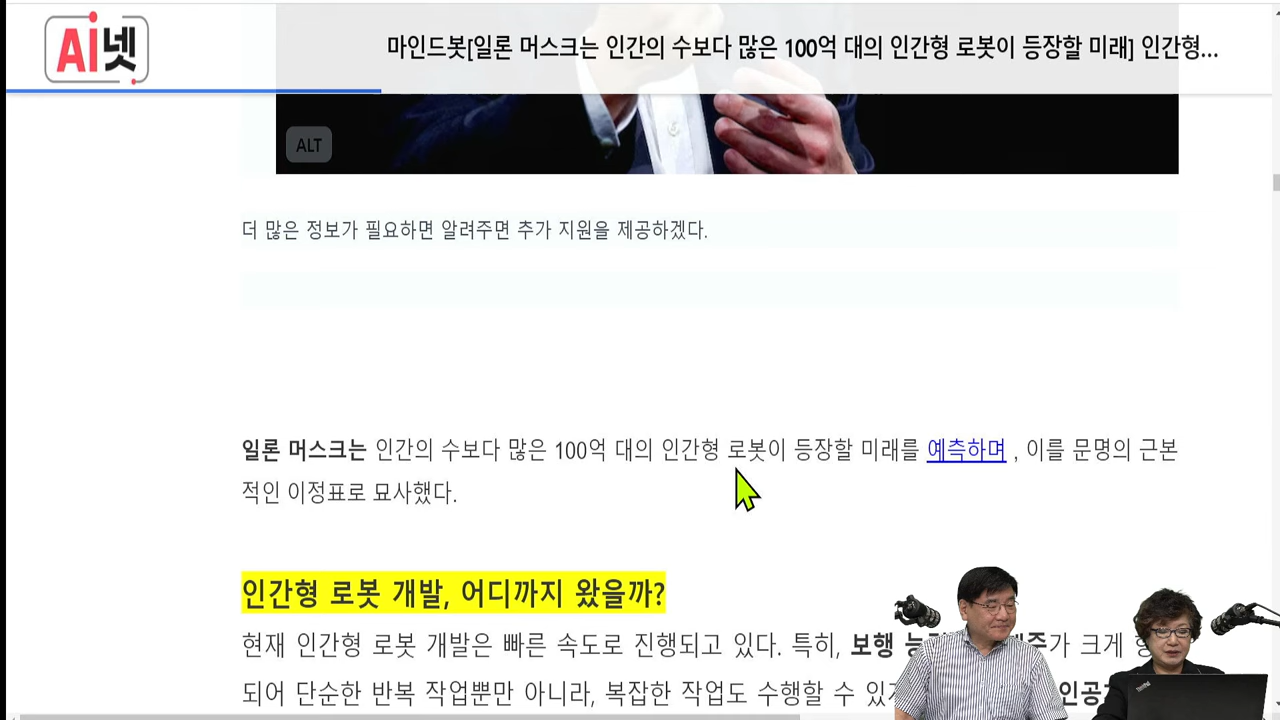 Ai넷
마인드봇[일론 머스크는 인간의 수보다 많은 100억 대의 인간형 로봇이 등장할 미래] 인간형...
ALT
더 많은 정보가 필요하면 알려주면 추가 지원을 제공하겠다.
일론 머스크는 인간의 수보다 많은 100억 대의 인간형 로봇이 등장할 미래를 예측하며 , 이를 문명의 근본
적인 이정표로 묘사했다.
인간형 로봇 개발, 어디까지 왔을까?
현재 인간형 로봇 개발은 빠른 속도로 진행되고 있다. 특히, 보행 가 크게
되어 단순한 반복 작업뿐만 아니라, 복잡한 작업도 수행할 수
ThinkPad